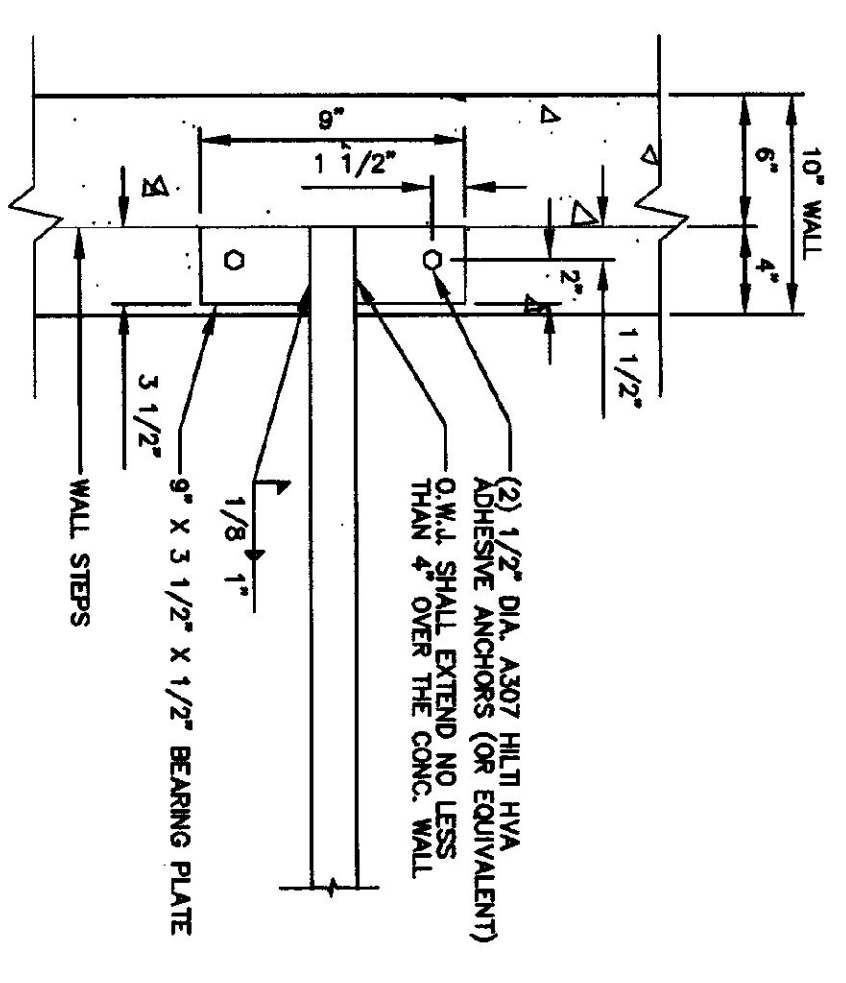 10" WALL
6"
4"
9"
1 1/2"
2"
1 1/2"
3 1/2"
(2) 1/2" DIA. A307 HILTI HVA
ADHESIVE ANCHORS (OR EQUIVALENT)
O.W.J. SHALL EXTEND NO LESS
THAN 4" OVER THE CONC. WALL
1/8 1"
9" X 3 1/2" X 1/2" BEARING PLATE
WALL STEPS